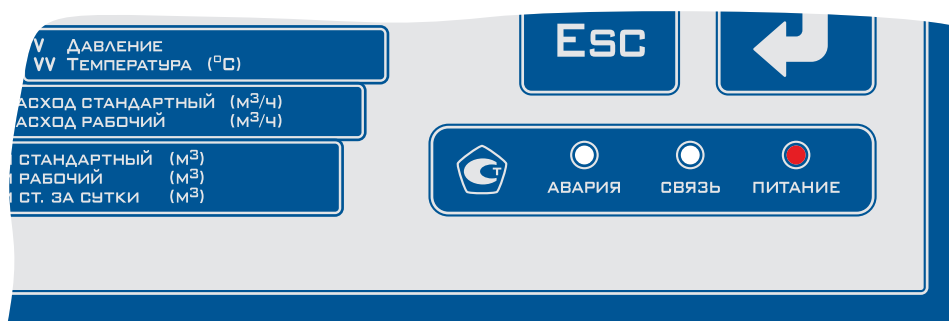 V Давление
VV Температура (°C)
Esc
асход стандартный (м³/ч)
асход рабочий (м³/ч)
стандартный (м³)
рабочий (м³)
ст. за сутки (м³)
Т
АВАРИЯ СВЯЗЬ ПИТАНИЕ